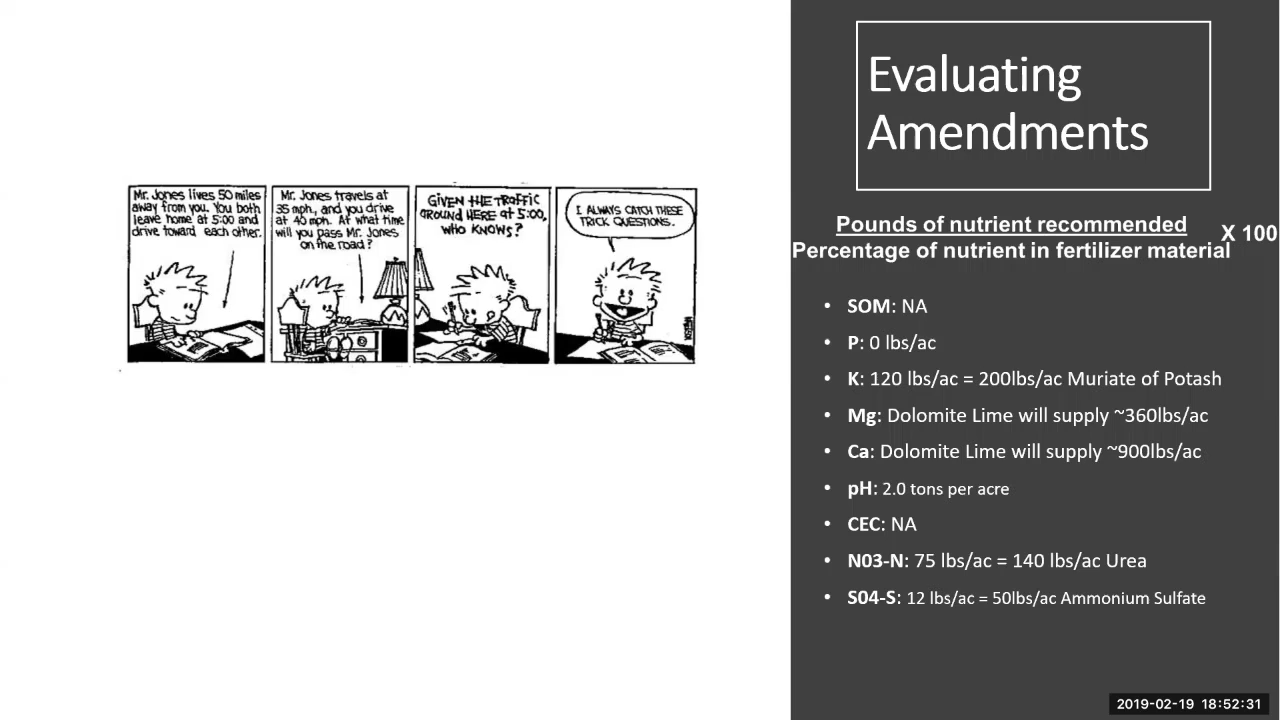 Mr. Jones lives 50 miles
away from you. You both
leave home at 5:00 and
drive toward each other.
Mr. Jones travels at
35 mph., and you drive
at 40 mph. At what time
will you pass Mr. Jones
on the road?
GIVEN THE TRAFFIC
AROUND HERE at 5:00,
WHO KNOWS?
I ALWAYS CATCH THESE
TRICK QUESTIONS.
Evaluating
Amendments
Pounds of nutrient recommended
Percentage of nutrient in fertilizer material
X 100
• SOM: NA
• P: 0 lbs/ac
• K: 120 lbs/ac = 200lbs/ac Muriate of Potash
• Mg: Dolomite Lime will supply ~360lbs/ac
• Ca: Dolomite Lime will supply ~900lbs/ac
• pH: 2.0 tons per acre
• CEC: NA
• N03-N: 75 lbs/ac = 140 lbs/ac Urea
• S04-S: 12 lbs/ac = 50lbs/ac Ammonium Sulfate
2019-02-19 18:52:31